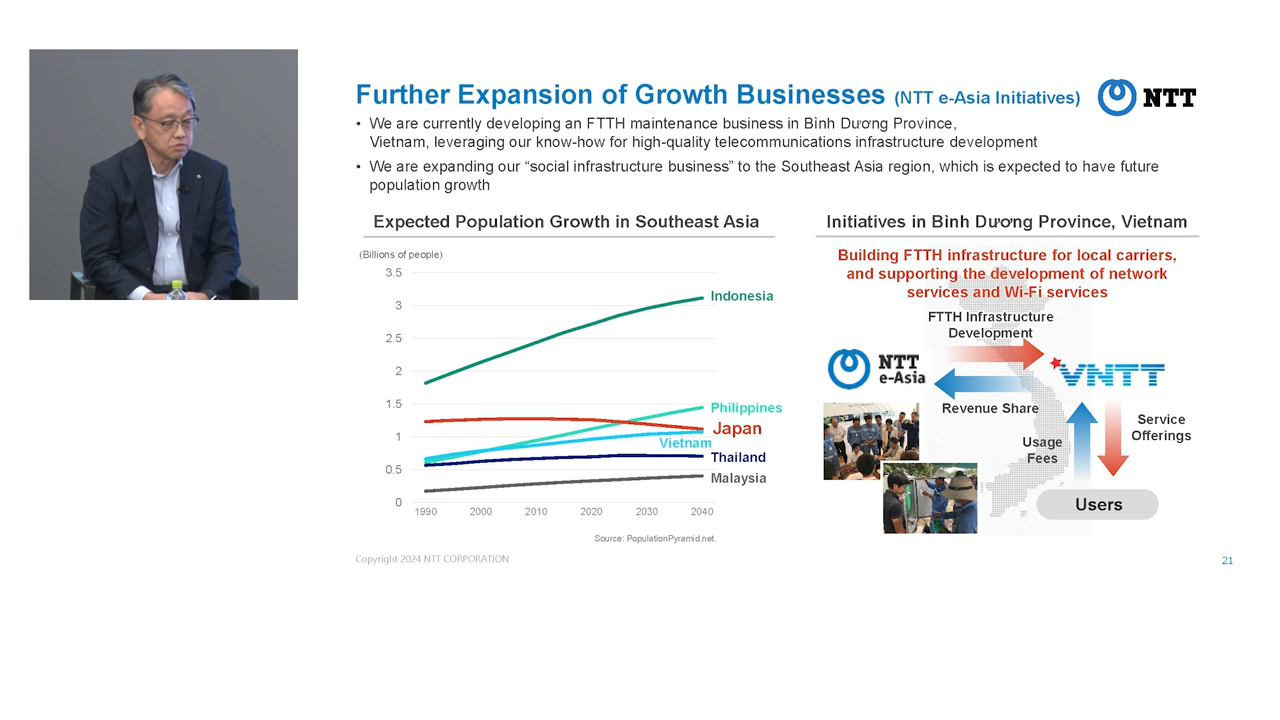 Further Expansion of Growth Businesses (NTT e-Asia Initiatives)
NTT
• We are currently developing an FTTH maintenance business in Bình Dương Province,
Vietnam, leveraging our know-how for high-quality telecommunications infrastructure development
• We are expanding our “social infrastructure business” to the Southeast Asia region, which is expected to have future
population growth
Expected Population Growth in Southeast Asia
(Billions of people)
3.5
3
2.5
2
1.5
1
0.5
0
1990 2000 2010 2020 2030 2040
Indonesia
Philippines
Japan
Vietnam
Thailand
Malaysia
Source: PopulationPyramid.net.
Initiatives in Bình Dương Province, Vietnam
Building FTTH infrastructure for local carriers,
and supporting the development of network
services and Wi-Fi services
FTTH Infrastructure
Development
NTT
e-Asia
VNTT
Revenue Share
Usage
Fees
Service
Offerings
Users
Copyright 2024 NTT CORPORATION
21